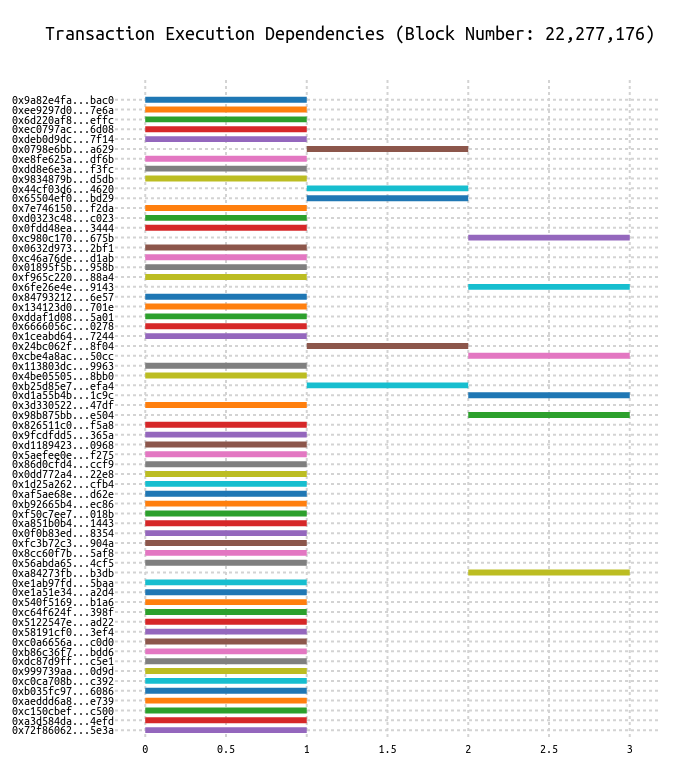 Transaction Execution Dependencies (Block Number: 22,277,176)
0x9a82e4fa...bac0
0xee9297d0...7e6a
0x6d220af8...effc
0xec0797ac...6d08
0xdeb0d9dc...7f14
0x0798e6bb...a629
0xe8fe625a...df6b
0xdd8e6e3a...f3fc
0x9834879b...d5db
0x44cf03d6...4620
0x65504ef0...bd29
0x7e746150...f2da
0xd0323c48...c023
0x0fdd48ea...3444
0xc980c170...675b
0x0632d973...2bf1
0xc46a76de...d1ab
0x01895f5b...958b
0xf965c220...88a4
0x6fe26e4e...9143
0x84793212...6e57
0x134123d0...701e
0xddaf1d08...5a01
0x6666056c...0278
0x1ceabd64...7244
0x24bc062f...8f04
0xcbe4a8ac...50cc
0x113803dc...9963
0x4be05505...8bb0
0xb25d85e7...efa4
0xd1a55b4b...1c9c
0x3d330522...47df
0x98b875bb...e504
0x826511c0...f5a8
0x9fcdfdd5...365a
0xd1189423...0968
0x5aefee0e...f275
0x86d0cfd4...ccf9
0x0dd772a4...22e8
0x1d25a262...cfb4
0xaf5ae68e...d62e
0xb92665b4...ec86
0xf50c7ee7...018b
0xa851b0b4...1443
0x0f0b83ed...8354
0xfc3b72c3...904a
0x8cc60f7b...5af8
0x56abda65...4cf5
0xa84273fb...b3db
0xe1ab97fd...5baa
0xe1a51e34...a2d4
0x540f5169...b1a6
0xc64f624f...398f
0x5122547e...ad22
0x58191cf0...3ef4
0xc0a6656a...c0d0
0xb86c36f7...bdd6
0xdc87d9ff...c5e1
0x999739aa...0d9d
0xc0ca708b...c392
0xb035fc97...6086
0xaeddd6a8...e739
0xc150cbef...c500
0xa3d584da...4efd
0x72f86062...5e3a
0 0.5 1 1.5 2 2.5 3